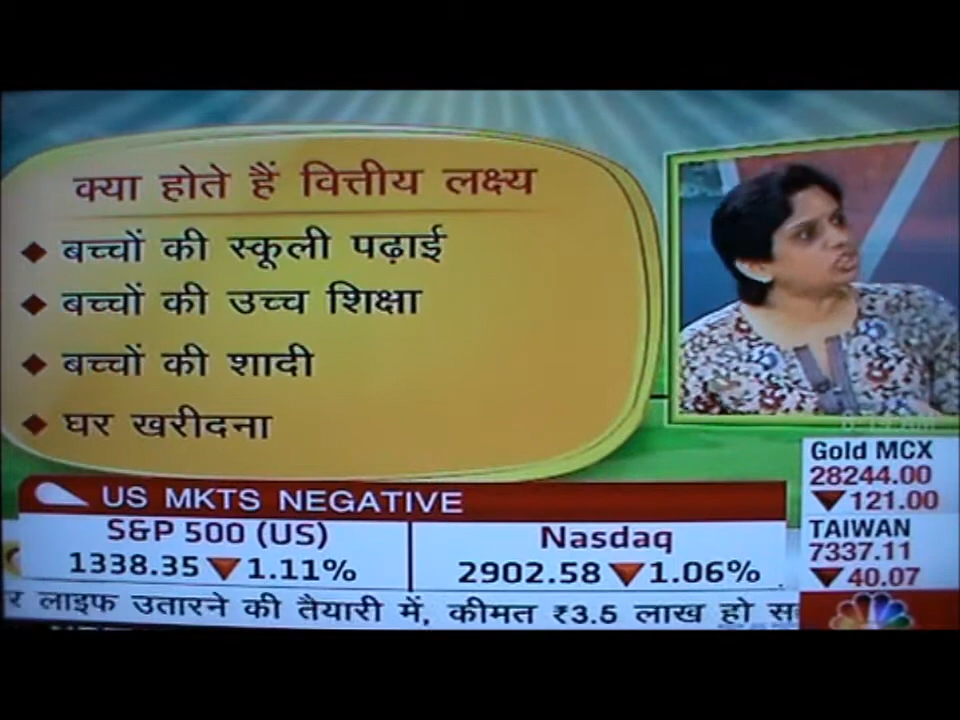 क्या होते हैं वित्तीय लक्ष्य
बच्चों की स्कूली पढ़ाई
बच्चों की उच्च शिक्षा
बच्चों की शादी
घर खरीदना
Gold MCX
28244.00
121.00
TAIWAN
7337.11
40.07
US MKTS NEGATIVE
S&P 500 (US)
1338.35 1.11%
Nasdaq
2902.58 1.06%
र लाइफ उतारने की तैयारी में, कीमत ₹3.5 लाख हो स